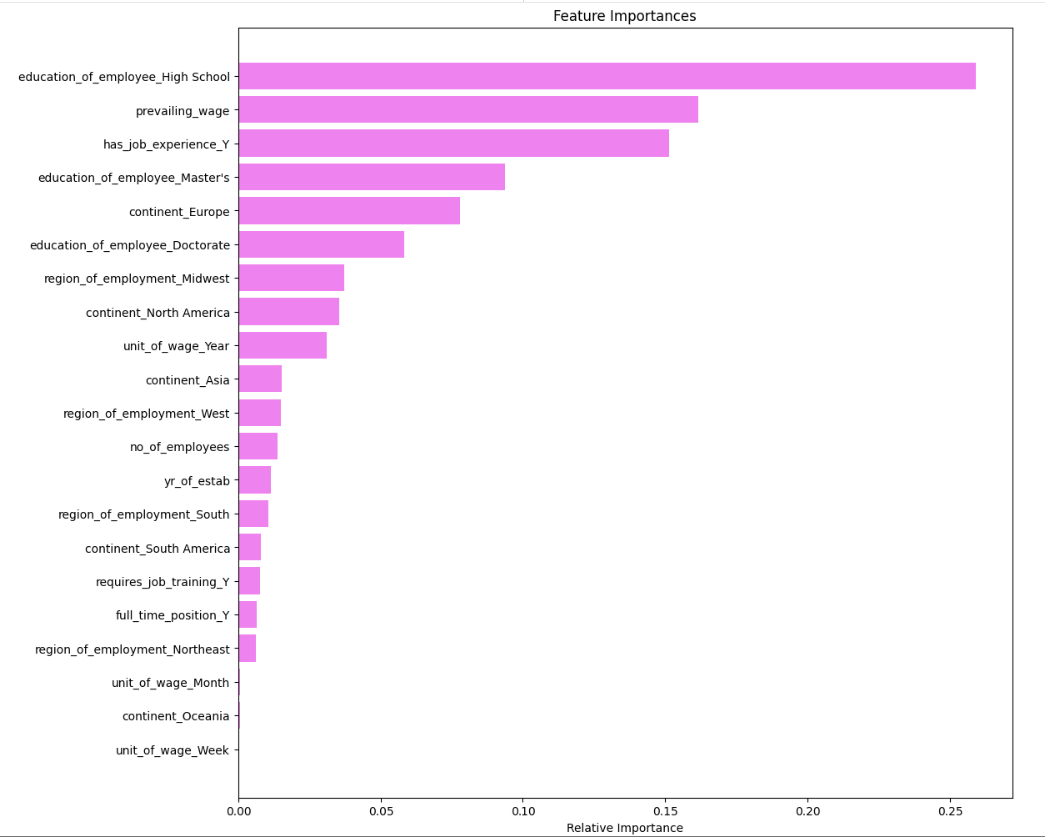 Feature Importances
education_of_employee_High School
prevailing_wage
has_job_experience_Y
education_of_employee_Master's
continent_Europe
education_of_employee_Doctorate
region_of_employment_Midwest
continent_North America
unit_of_wage_Year
continent_Asia
region_of_employment_West
no_of_employees
yr_of_estab
region_of_employment_South
continent_South America
requires_job_training_Y
full_time_position_Y
region_of_employment_Northeast
unit_of_wage_Month
continent_Oceania
unit_of_wage_Week
0.00 0.05 0.10 0.15 0.20 0.25
Relative Importance